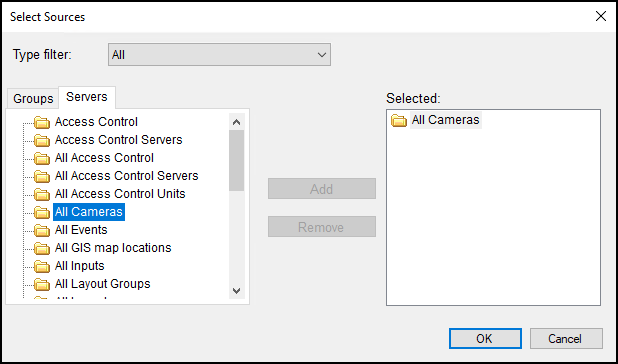 Select Sources
Type filter: All
Groups Servers
Selected:
Access Control
Access Control Servers
All Access Control
All Access Control Servers
All Access Control Units
All Cameras
All Events
All GIS map locations
All Inputs
All Layout Groups
Add
Remove
All Cameras
OK Cancel